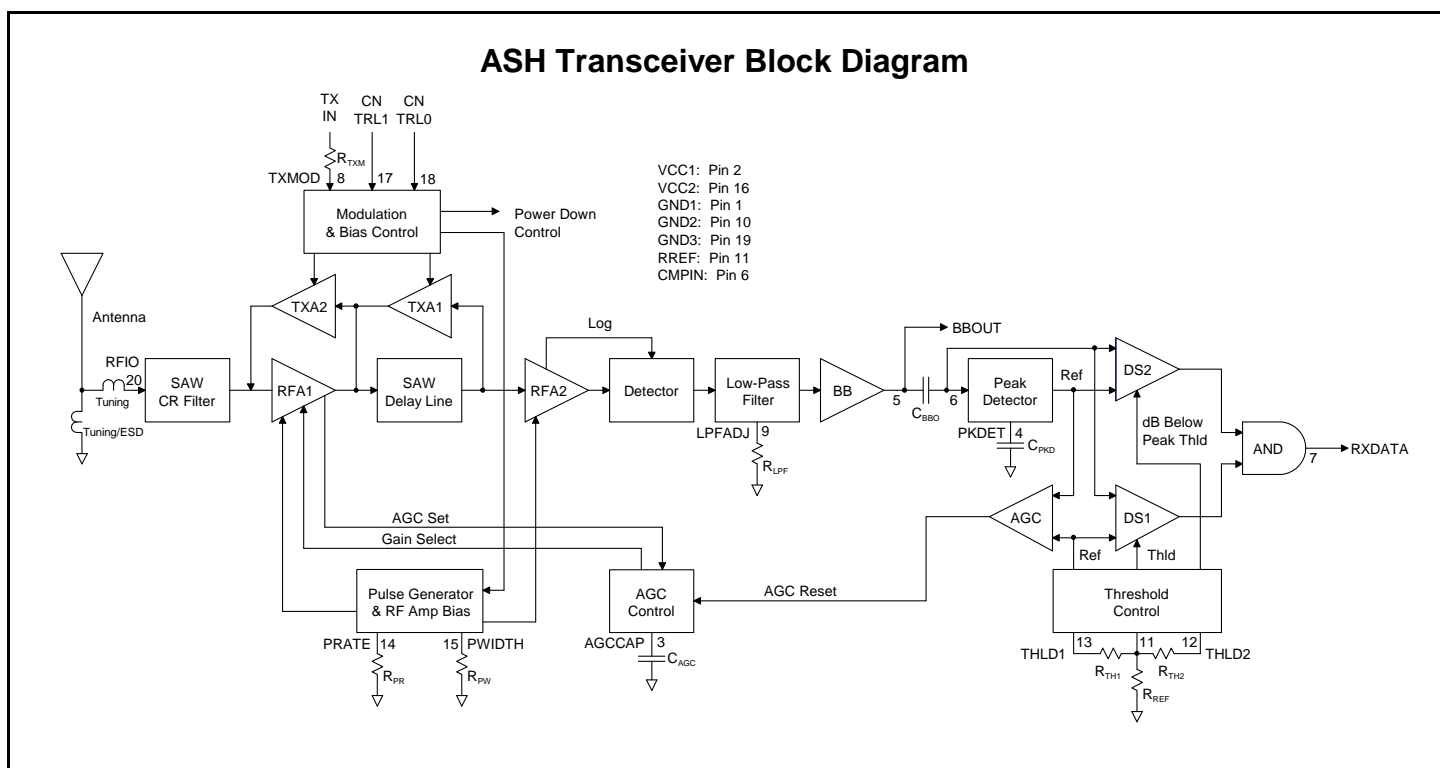 ASH Transceiver Block Diagram
TX
IN
CN
TRL1
CN
TRL0
RTXM
TXMOD
8
17
18
Modulation
& Bias Control
Power Down
Control
VCC1: Pin 2
VCC2: Pin 16
GND1: Pin 1
GND2: Pin 10
GND3: Pin 19
RREF: Pin 11
CMPIN: Pin 6
TXA2
TXA1
Antenna
Log
BBOUT
RFIO
20
Tuning
Tuning/ESD
SAW
CR Filter
RFA1
SAW
Delay Line
RFA2
Detector
Low-Pass
Filter
BB
5
CBBO
6
Peak
Detector
Ref
DS2
LPFADJ
9
RLPF
PKDET
4
CPKD
dB Below
Peak Thld
AND
7
RXDATA
AGC Set
Gain Select
AGC
DS1
Ref
Thld
Pulse Generator
& RF Amp Bias
AGC
Control
AGC Reset
Threshold
Control
PRATE
14
15
PWIDTH
RPR
RPW
AGCCAP
3
CAGC
THLD1
13
11
12
THLD2
RTH1
RTH2
RREF